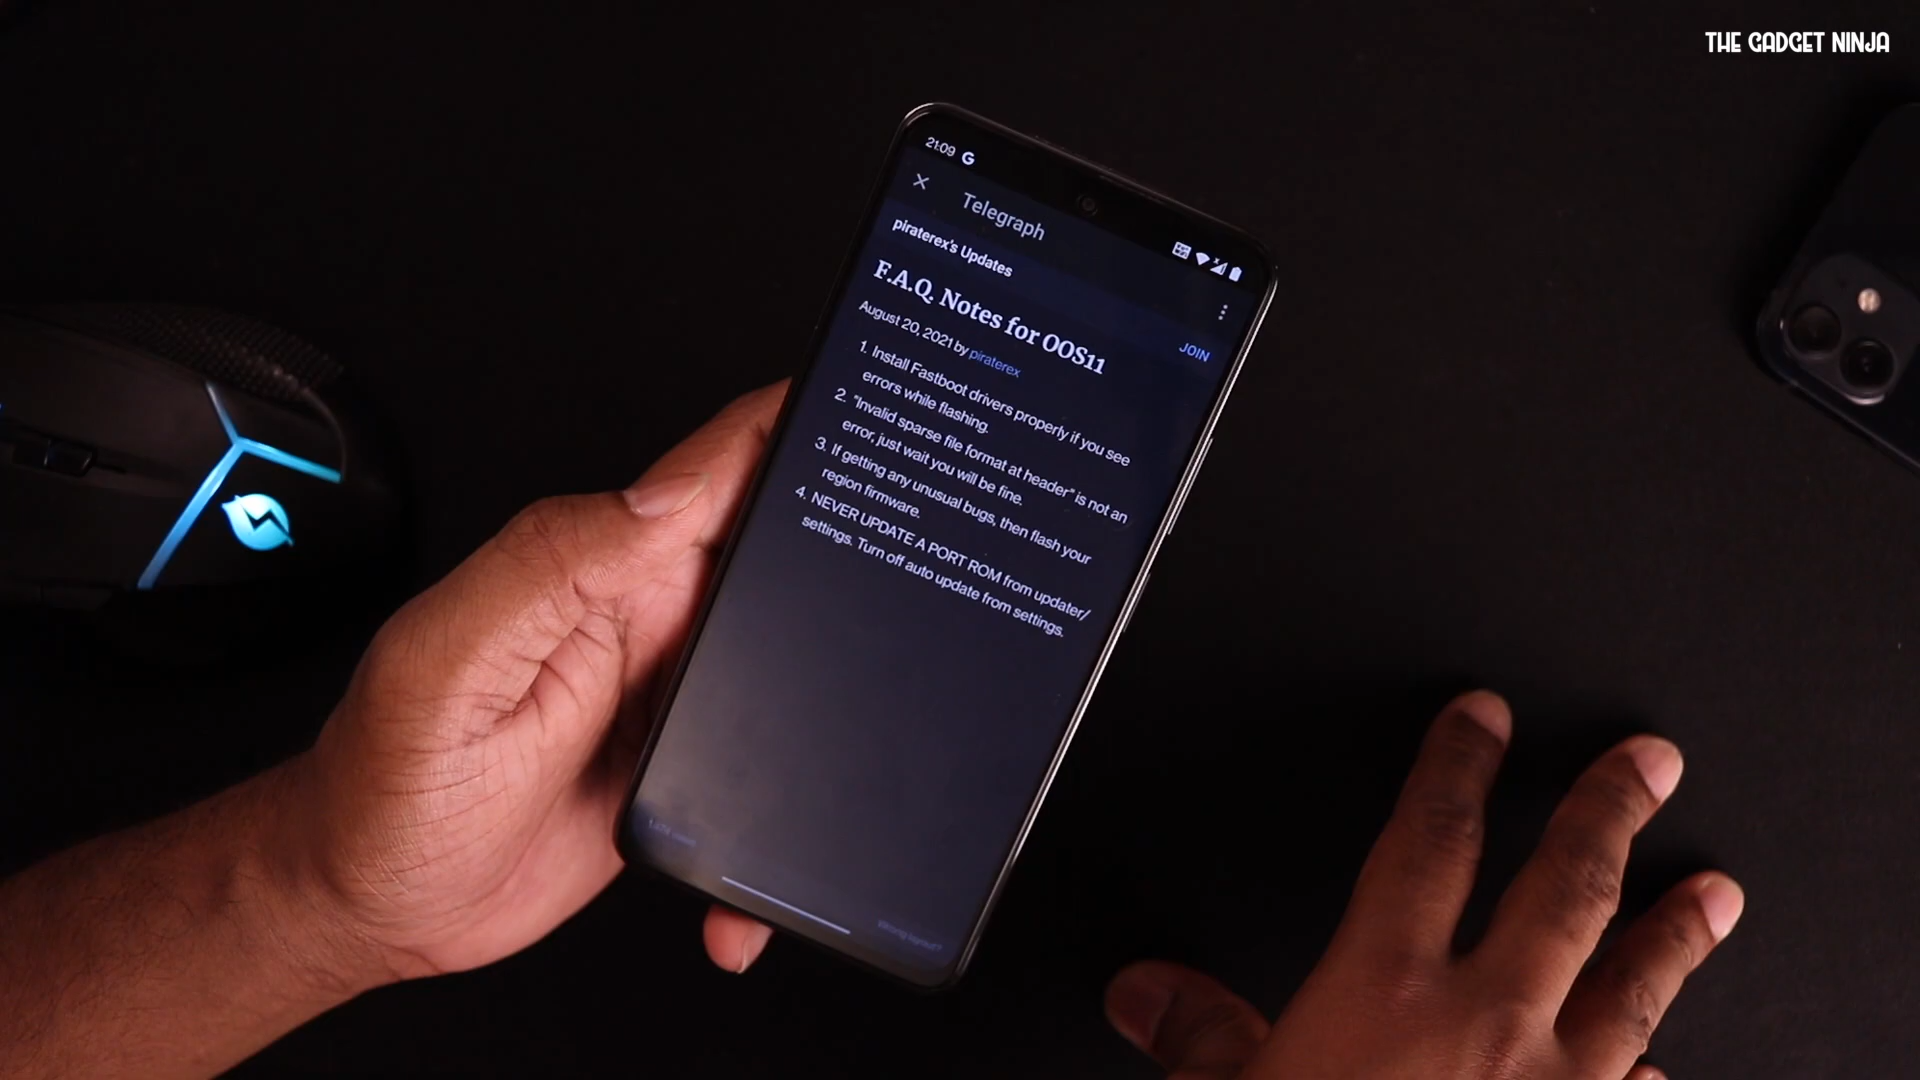 THE GADGET NINJA
21:09 G
Telegraph
piraterex's Updates
JOIN
F.A.Q. Notes for OOS11
August 20, 2021 by piraterex
1. Install Fastboot drivers properly if you see
errors while flashing.
2. "Invalid sparse file format at header" is not an
error, just wait you will be fine.
3. If getting any unusual bugs, then flash your
region firmware.
4. NEVER UPDATE A PORT ROM from updater/
settings. Turn off auto update from settings.
Wrong layout?